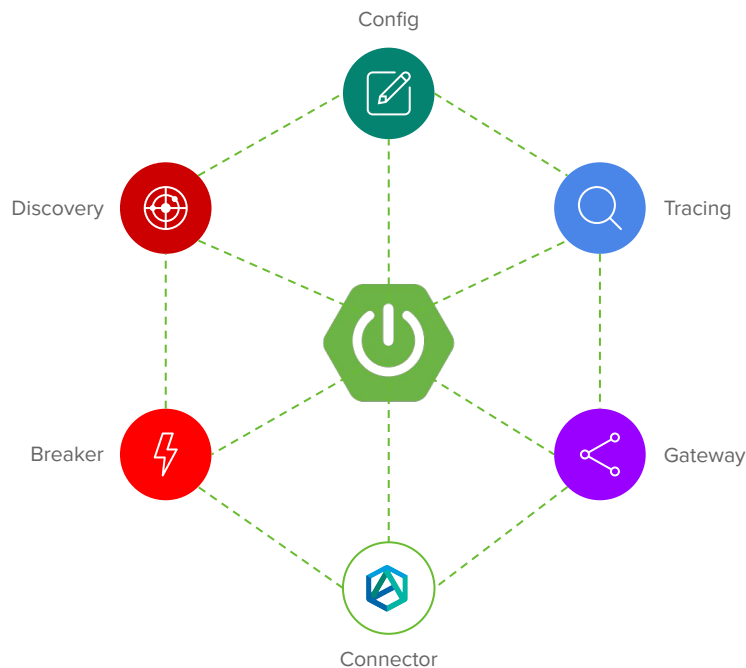 Config
Discovery
Tracing
Breaker
Gateway
Connector